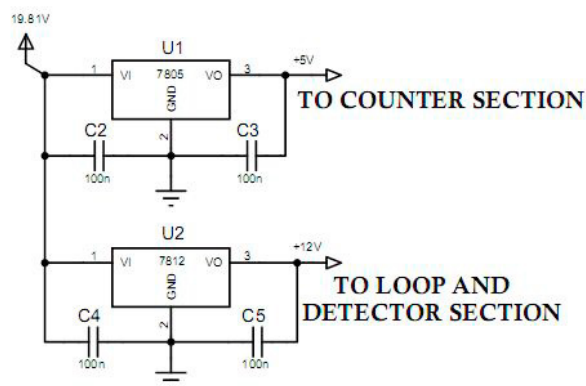 19.81V
U1
+5V
1 VI 7805 VO 3
GND
TO COUNTER SECTION
C2 2 C3
100n 100n
U2
+12V
1 VI 7812 VO 3
GND
TO LOOP AND
DETECTOR SECTION
C4 2 C5
100n 100n